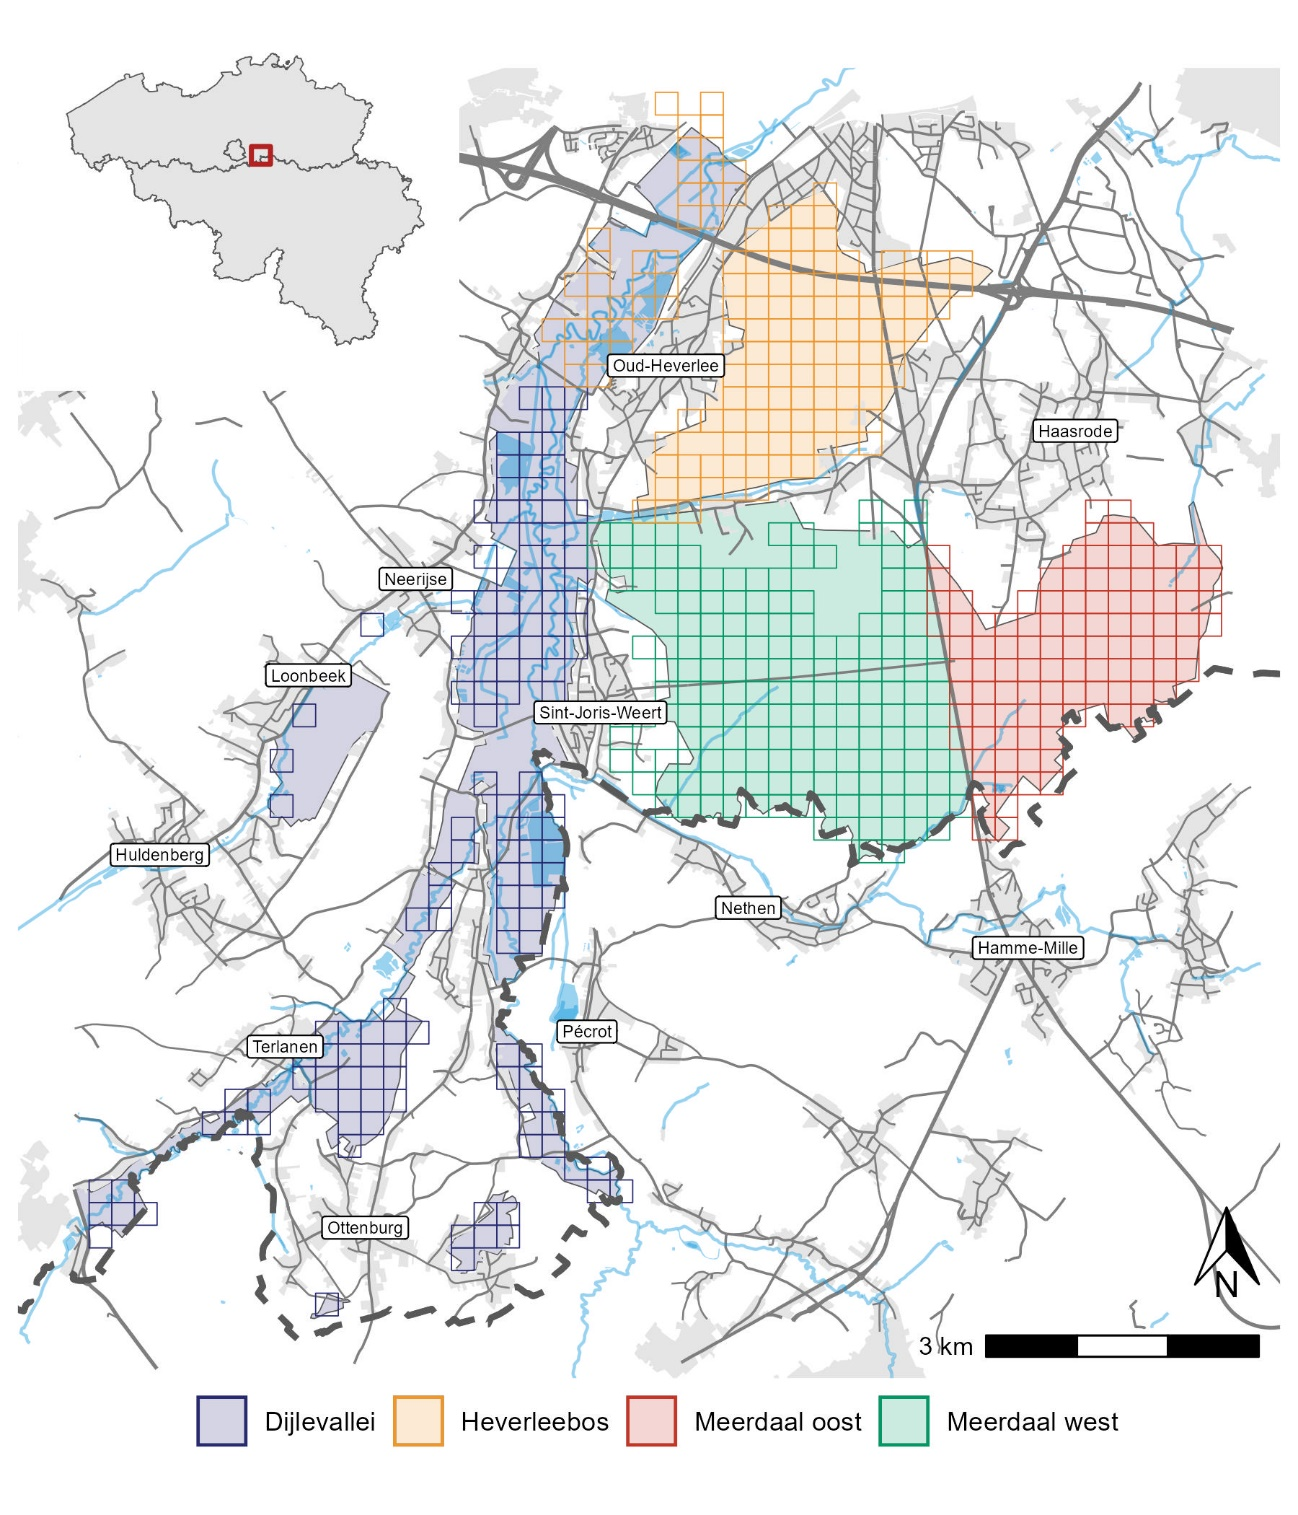 Oud-Heverlee
Haasrode
Neerijse
Loonbeek
Sint-Joris-Weert
Huldenberg
Nethen
Hamme-Mille
Pécrot
Terlanen
Ottenburg
N
3 km
Dijlevallei
Heverleebos
Meerdaal oost
Meerdaal west